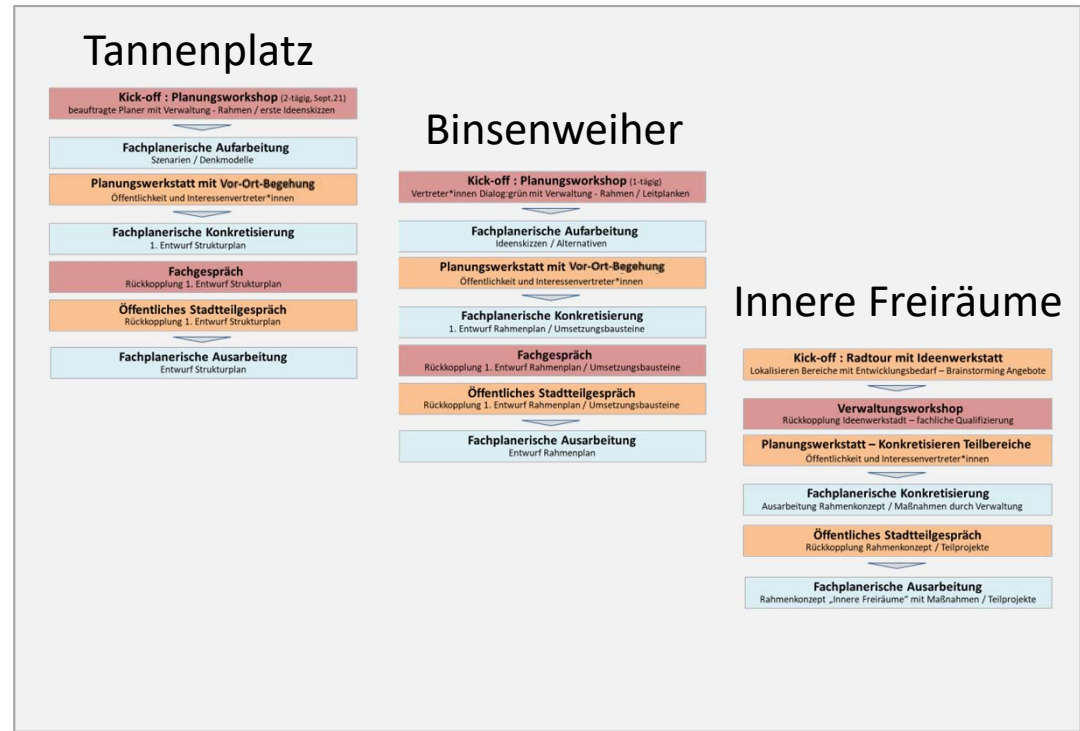 Tannenplatz
Kick-off : Planungsworkshop (2-tägig, Sept.21)
beauftragte Planer mit Verwaltung - Rahmen / erste Ideenskizzen
Fachplanerische Aufarbeitung
Szenarien / Denkmodelle
Planungswerkstatt mit Vor-Ort-Begehung
Öffentlichkeit und Interessenvertreter*innen
Fachplanerische Konkretisierung
1. Entwurf Strukturplan
Fachgespräch
Rückkopplung 1. Entwurf Strukturplan
Öffentliches Stadtteilgespräch
Rückkopplung 1. Entwurf Strukturplan
Fachplanerische Ausarbeitung
Entwurf Strukturplan
Binsenweiher
Kick-off : Planungsworkshop (1-tägig)
Vertreter*innen Dialog:grün mit Verwaltung - Rahmen / Leitplanken
Fachplanerische Aufarbeitung
Ideenskizzen / Alternativen
Planungswerkstatt mit Vor-Ort-Begehung
Öffentlichkeit und Interessenvertreter*innen
Fachplanerische Konkretisierung
1. Entwurf Rahmenplan / Umsetzungsbausteine
Fachgespräch
Rückkopplung 1. Entwurf Rahmenplan / Umsetzungsbausteine
Öffentliches Stadtteilgespräch
Rückkopplung 1. Entwurf Rahmenplan / Umsetzungsbausteine
Fachplanerische Ausarbeitung
Entwurf Rahmenplan
Innere Freiräume
Kick-off : Radtour mit Ideenwerkstatt
Lokalisieren Bereiche mit Entwicklungsbedarf – Brainstorming Angebote
Verwaltungsworkshop
Rückkopplung Ideenwerkstadt – fachliche Qualifizierung
Planungswerkstatt – Konkretisieren Teilbereiche
Öffentlichkeit und Interessenvertreter*innen
Fachplanerische Konkretisierung
Ausarbeitung Rahmenkonzept / Maßnahmen durch Verwaltung
Öffentliches Stadtteilgespräch
Rückkopplung Rahmenkonzept / Teilprojekte
Fachplanerische Ausarbeitung
Rahmenkonzept „Innere Freiräume" mit Maßnahmen / Teilprojekte